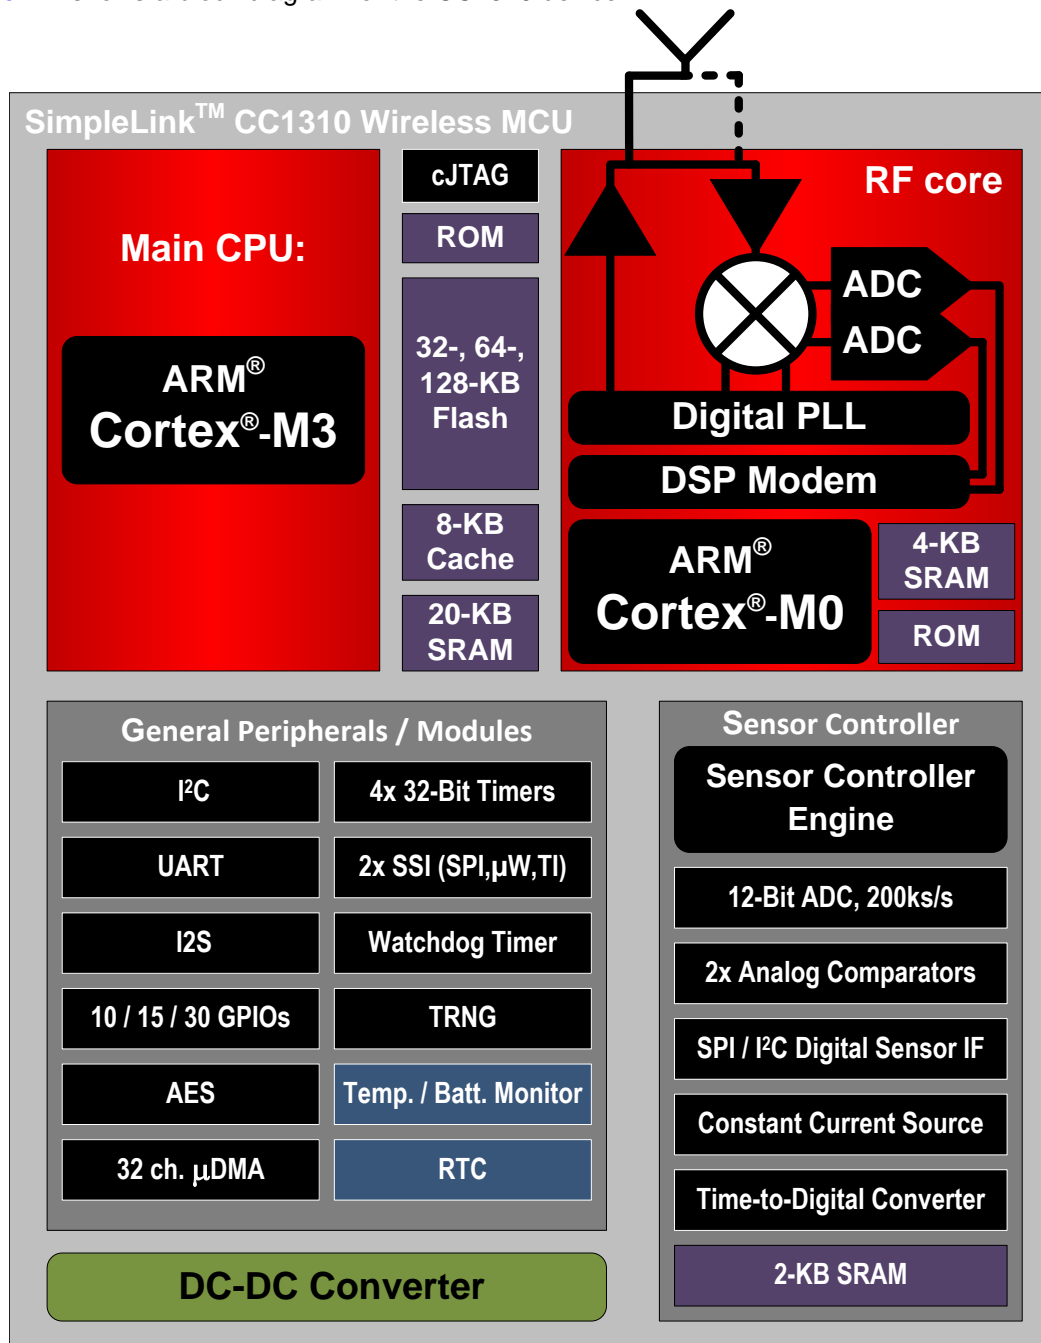 SimpleLink™ CC1310 Wireless MCU
Main CPU:
ARM®
Cortex®-M3
cJTAG
ROM
32-, 64-,
128-KB
Flash
8-KB
Cache
20-KB
SRAM
RF core
ADC
ADC
Digital PLL
DSP Modem
ARM®
Cortex®-M0
4-KB
SRAM
ROM
General Peripherals / Modules
I²C
4x 32-Bit Timers
UART
2x SSI (SPI,µW,TI)
I2S
Watchdog Timer
10 / 15 / 30 GPIOs
TRNG
AES
Temp. / Batt. Monitor
32 ch. µDMA
RTC
Sensor Controller
Sensor Controller
Engine
12-Bit ADC, 200ks/s
2x Analog Comparators
SPI / I²C Digital Sensor IF
Constant Current Source
Time-to-Digital Converter
2-KB SRAM
DC-DC Converter